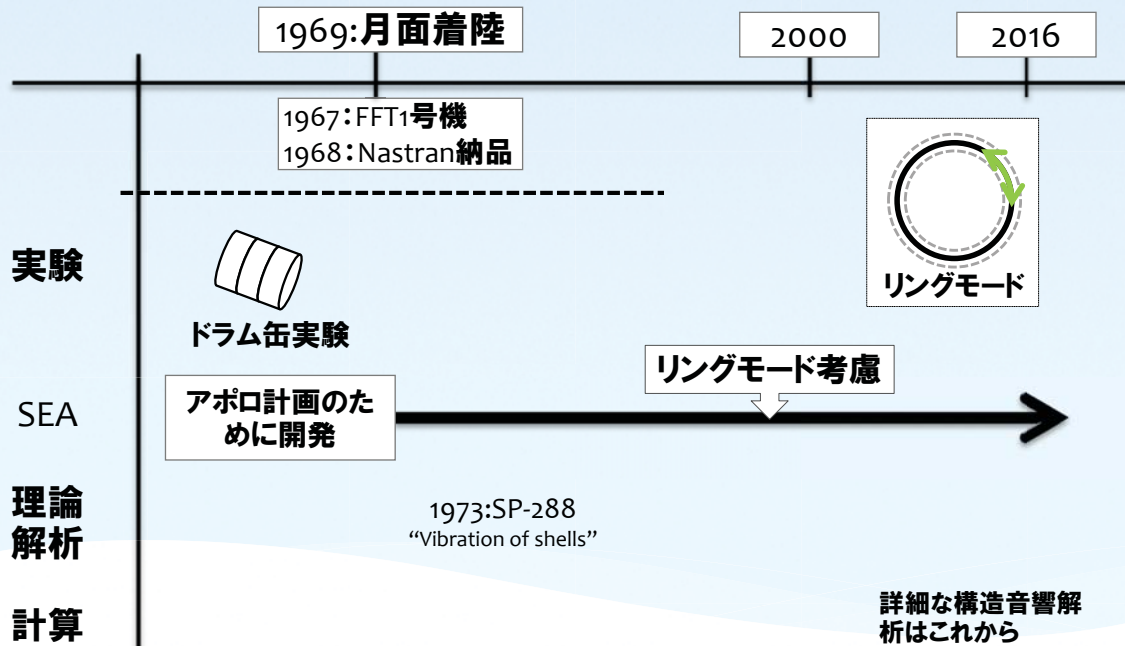 1969:月面着陸
2000
2016
1967：FFT1号機
1968：Nastran納品
リングモード
実験
ドラム缶実験
リングモード考慮
SEA
アポロ計画のた
めに開発
理論
解析
1973:SP-288
“Vibration of shells”
計算
詳細な構造音響解
析はこれから